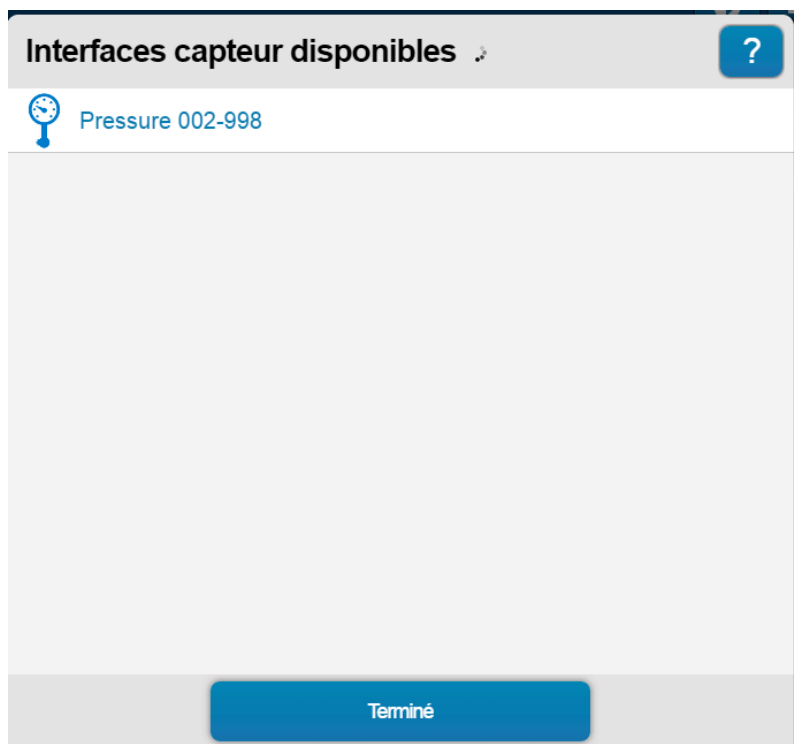 Interfaces capteur disponibles
?
Pressure 002-998
Terminé